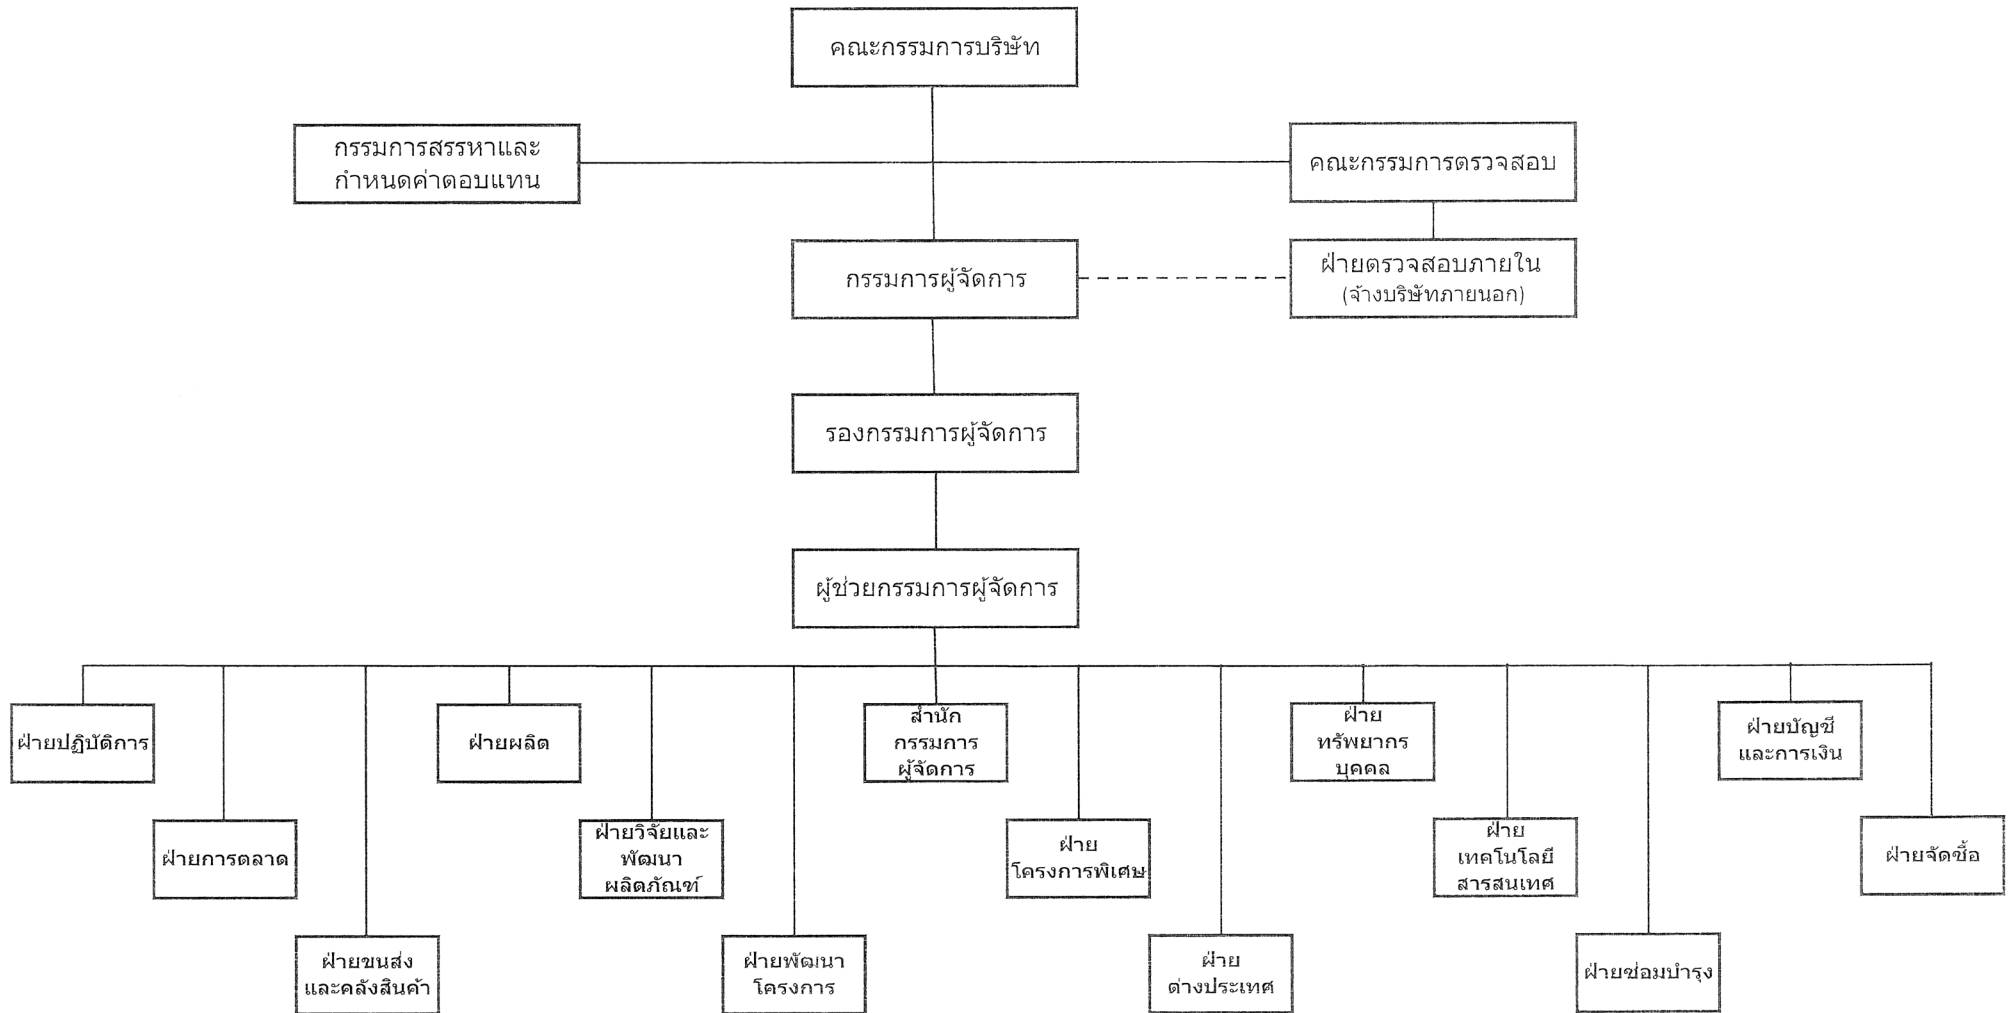 คณะกรรมการบริษัท
กรรมการสรรหาและ
กำหนดค่าตอบแทน
คณะกรรมการตรวจสอบ
กรรมการผู้จัดการ
ฝ่ายตรวจสอบภายใน
(จ้างบริษัทภายนอก)
รองกรรมการผู้จัดการ
ผู้ช่วยกรรมการผู้จัดการ
ฝ่ายปฏิบัติการ
ฝ่ายการตลาด
ฝ่ายขนส่ง
และคลังสินค้า
ฝ่ายผลิต
ฝ่ายวิจัยและ
พัฒนา
ผลิตภัณฑ์
ฝ่ายพัฒนา
โครงการ
สำนัก
กรรมการ
ผู้จัดการ
ฝ่าย
โครงการพิเศษ
ฝ่าย
ต่างประเทศ
ฝ่าย
ทรัพยากร
บุคคล
ฝ่าย
เทคโนโลยี
สารสนเทศ
ฝ่ายซ่อมบำรุง
ฝ่ายบัญชี
และการเงิน
ฝ่ายจัดซื้อ